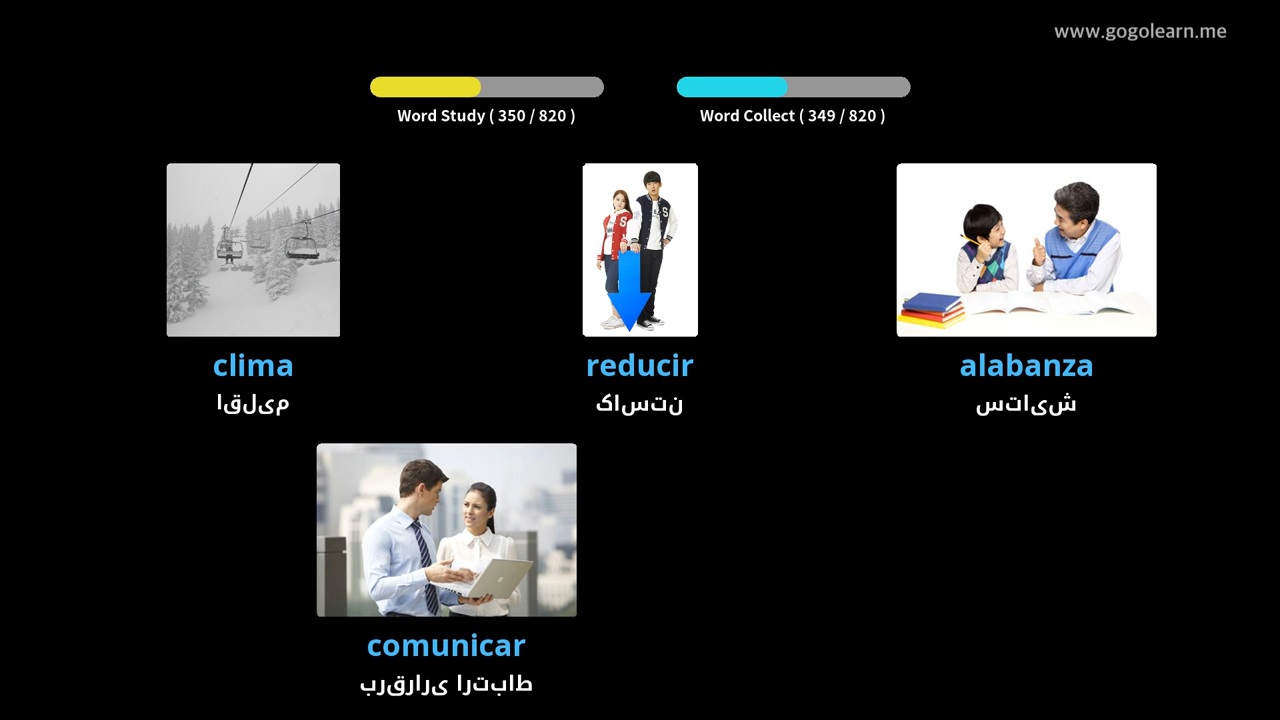 www.gogolearn.me
Word Study ( 350 / 820 )
Word Collect ( 349 / 820 )
clima
اقلیم
reducir
کاستن
alabanza
ستایش
comunicar
برقراری ارتباط